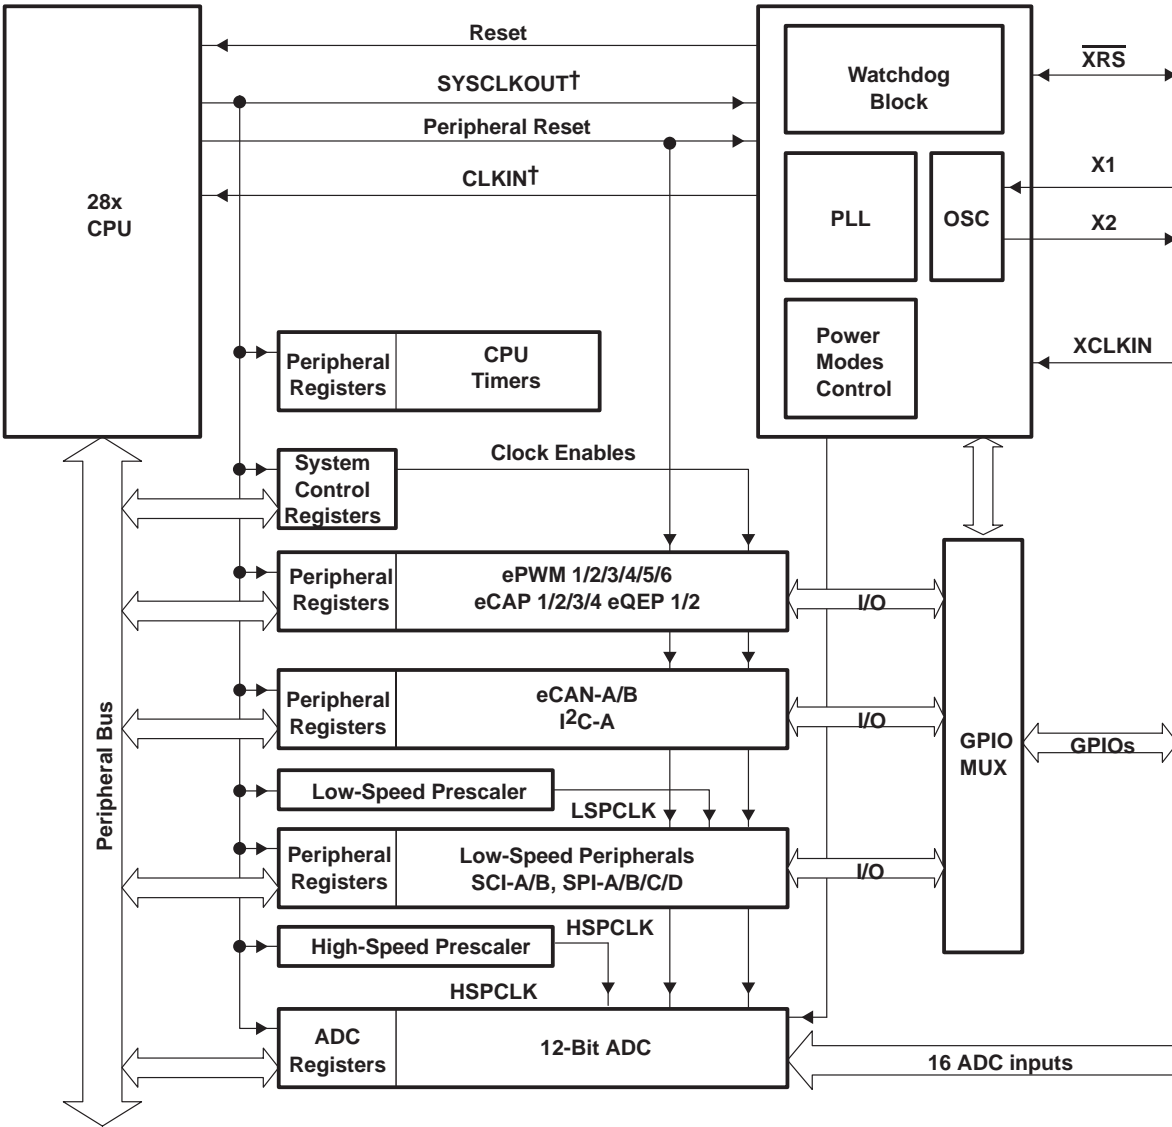 Reset
XRS
Watchdog
Block
SYSCLKOUT†
Peripheral Reset
X1
CLKIN†
28x
CPU
PLL
OSC
X2
Power
Modes
Control
XCLKIN
Peripheral
Registers
CPU
Timers
Clock Enables
System
Control
Registers
Peripheral
Registers
ePWM 1/2/3/4/5/6
eCAP 1/2/3/4 eQEP 1/2
I/O
Peripheral
Registers
eCAN-A/B
I²C-A
I/O
Peripheral Bus
GPIO
MUX
GPIOs
Low-Speed Prescaler
LSPCLK
Peripheral
Registers
Low-Speed Peripherals
SCI-A/B, SPI-A/B/C/D
I/O
HSPCLK
High-Speed Prescaler
HSPCLK
ADC
Registers
12-Bit ADC
16 ADC inputs